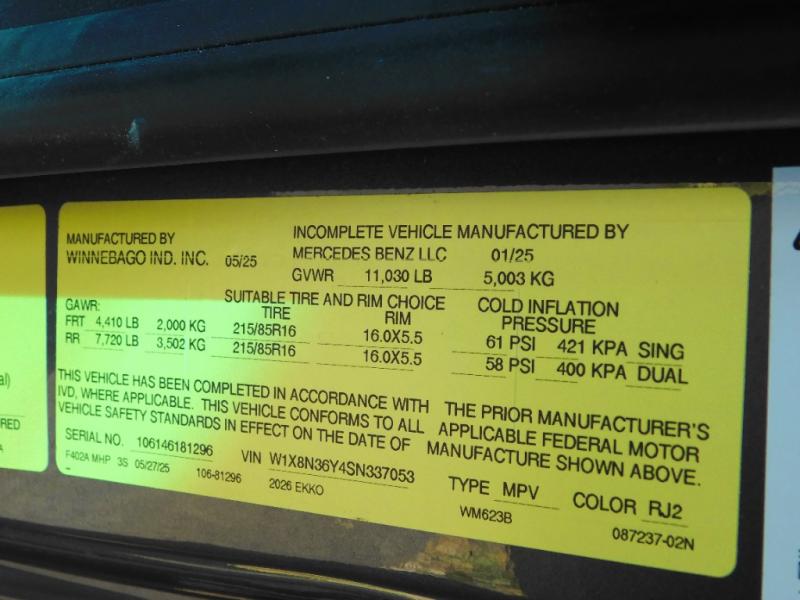 MANUFACTURED BY
WINNEBAGO IND. INC. 05/25
INCOMPLETE VEHICLE MANUFACTURED BY
MERCEDES BENZ LLC 01/25
GVWR 11,030 LB 5,003 KG
SUITABLE TIRE AND RIM CHOICE
COLD INFLATION
GAWR: TIRE RIM PRESSURE
FRT 4,410 LB 2,000 KG 215/85R16 16.0X5.5 61 PSI 421 KPA SING
RR 7,720 LB 3,502 KG 215/85R16 16.0X5.5 58 PSI 400 KPA DUAL
THIS VEHICLE HAS BEEN COMPLETED IN ACCORDANCE WITH THE PRIOR MANUFACTURER'S
IVD, WHERE APPLICABLE. THIS VEHICLE CONFORMS TO ALL APPLICABLE FEDERAL MOTOR
VEHICLE SAFETY STANDARDS IN EFFECT ON THE DATE OF MANUFACTURE SHOWN ABOVE.
SERIAL NO. 106146181296 VIN W1X8N36Y4SN337053 TYPE MPV COLOR RJ2
F402A MHP 3S 05/27/25 106-81296 2026 EKKO WM623B 087237-02N